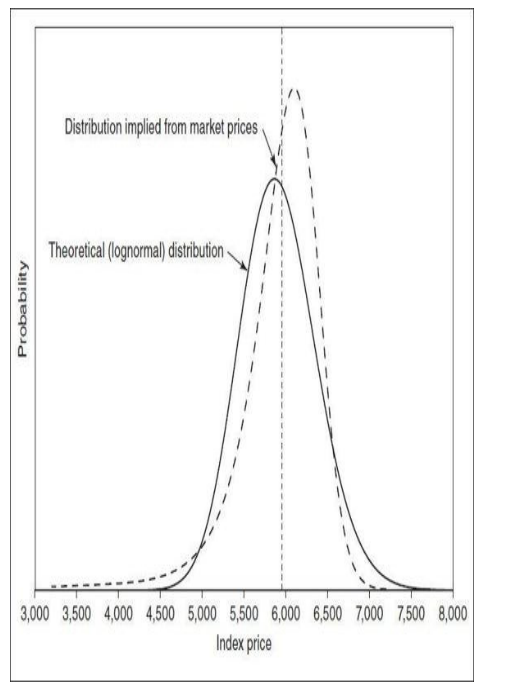 Distribution implied from market prices
Theoretical (lognormal) distribution
Probability
3,000 3,500 4,000 4,500 5,000 5,500 6,000 6,500 7,000 7,500 8,000
Index price